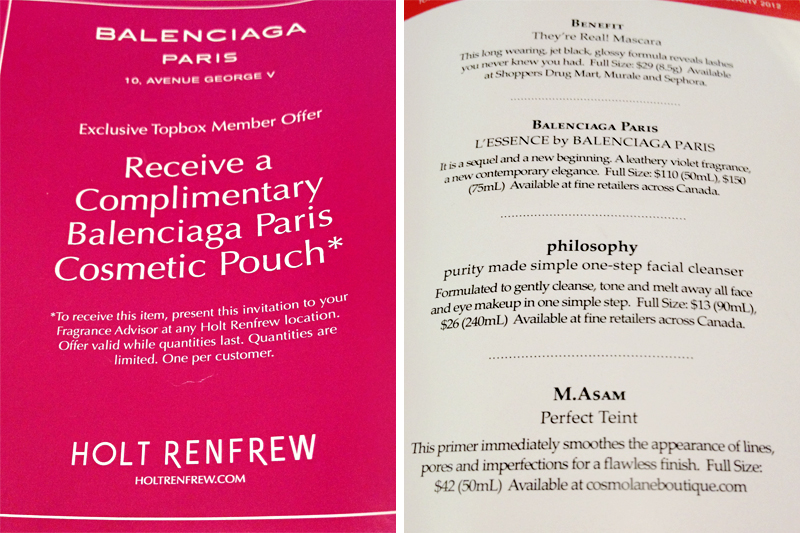 BALENCIAGA
PARIS
10, AVENUE GEORGE V
Exclusive Topbox Member Offer
Receive a
Complimentary
Balenciaga Paris
Cosmetic Pouch*
*To receive this item, present this invitation to your
Fragrance Advisor at any Holt Renfrew location.
Offer valid while quantities last. Quantities are
limited. One per customer.
HOLT RENFREW
HOLTRENFREW.COM
BEAUTY 2012
BENEFIT
They're Real! Mascara
This long wearing, jet black, glossy formula reveals lashes
you never knew you had. Full Size: $29 (8.5g) Available
at Shoppers Drug Mart, Murale and Sephora.
BALENCIAGA PARIS
L'ESSENCE by BALENCIAGA PARIS
It is a sequel and a new beginning. A leathery violet fragrance,
a new contemporary elegance. Full Size: $110 (50mL), $150
(75mL) Available at fine retailers across Canada.
philosophy
purity made simple one-step facial cleanser
Formulated to gently cleanse, tone and melt away all face
and eye makeup in one simple step. Full Size: $13 (90mL),
$26 (240mL) Available at fine retailers across Canada.
M.ASAM
Perfect Teint
This primer immediately smoothes the appearance of lines,
pores and imperfections for a flawless finish. Full Size:
$42 (50mL) Available at cosmolaneboutique.com